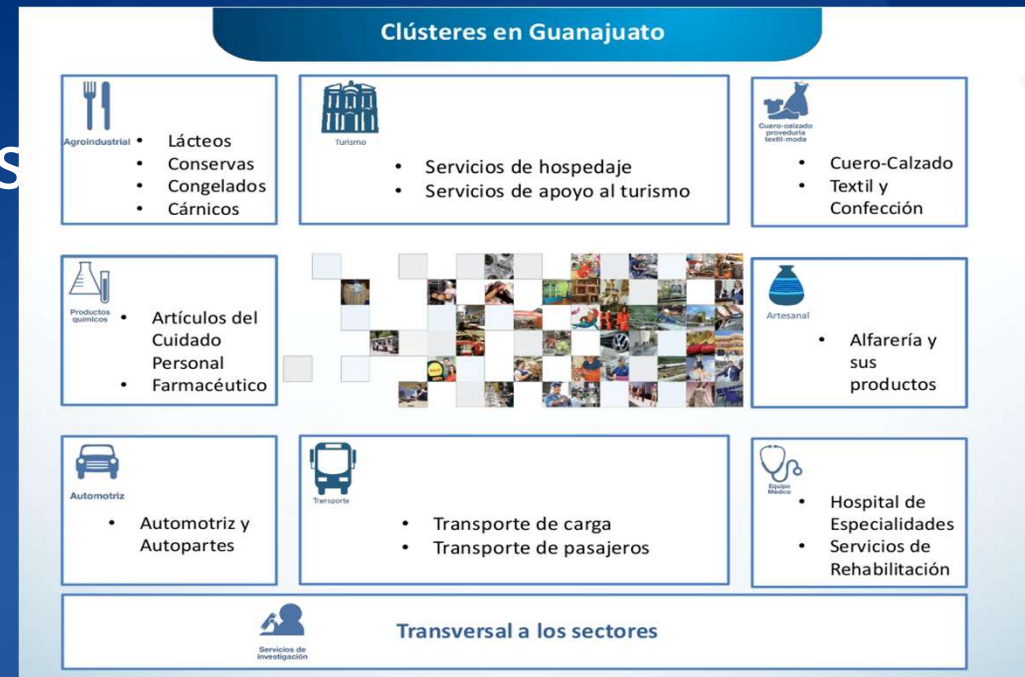 Clústeres en Guanajuato
s
Agroindustrial
• Lácteos
• Conservas
• Congelados
• Cárnicos
Turismo
• Servicios de hospedaje
• Servicios de apoyo al turismo
Cuero-calzado
proveduría
textil-moda
• Cuero-Calzado
• Textil y
Confección
Productos
químicos
• Artículos del
Cuidado
Personal
• Farmacéutico
Artesanal
• Alfarería y
sus
productos
Automotriz
• Automotriz y
Autopartes
Transporte
• Transporte de carga
• Transporte de pasajeros
Equipo
Médico
• Hospital de
Especialidades
• Servicios de
Rehabilitación
Servicios de
investigación
Transversal a los sectores